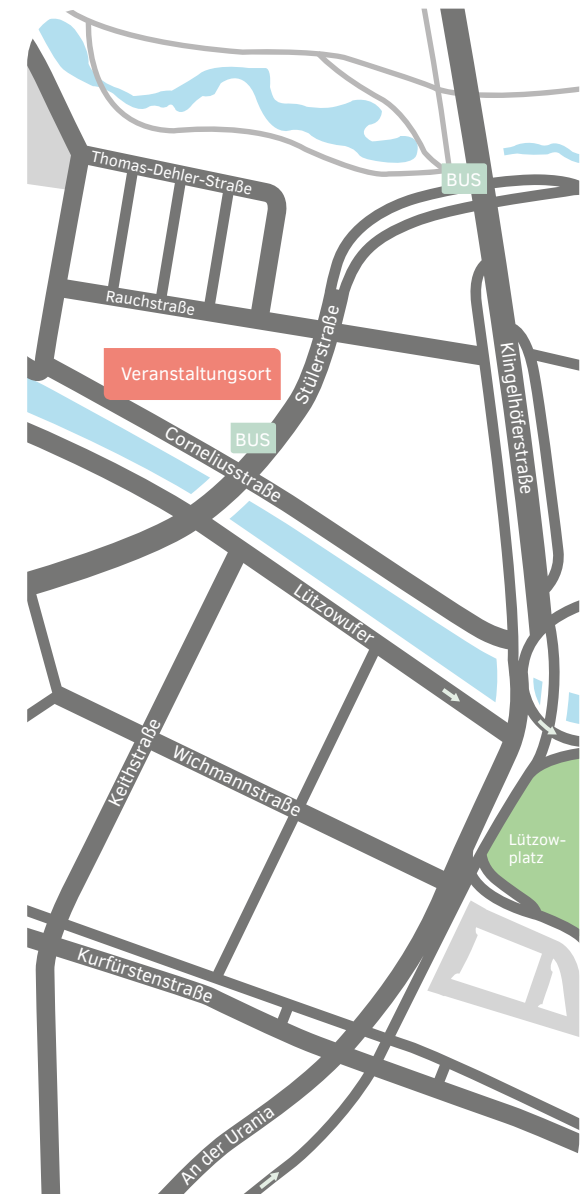 Thomas-Dehler-Straße
BUS
Rauchstraße
Stülerstraße
Klingelhöferstraße
Veranstaltungsort
BUS
Corneliusstraße
Lützowufer
Keithstraße
Wichmannstraße
Lützow-
platz
Kurfürstenstraße
An der Urania